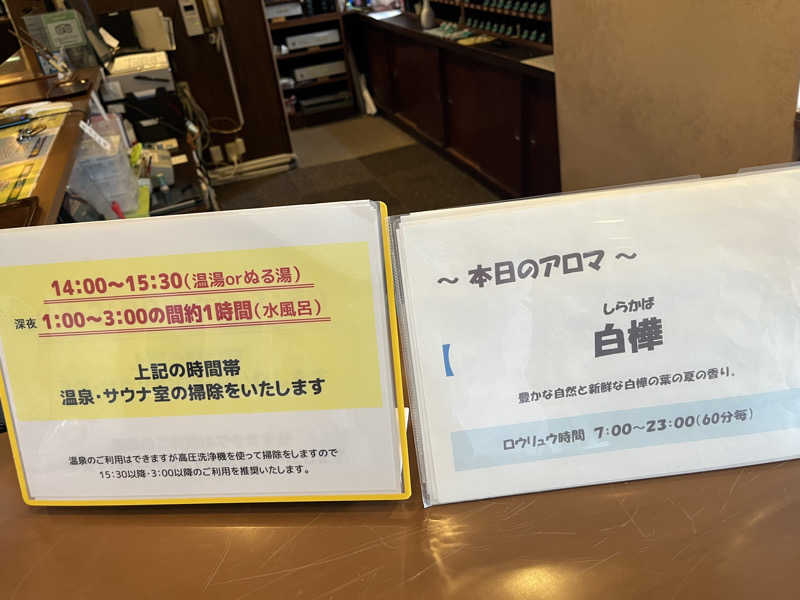 14:00～15:30(温湯orぬる湯)
深夜 1:00～3:00の間約1時間(水風呂)
上記の時間帯
温泉・サウナ室の掃除をいたします
温泉のご利用はできますが高圧洗浄機を使って掃除をしますので
15:30以降・3:00以降のご利用を推奨いたします。
～ 本日のアロマ ～
しらかば
白樺
【
豊かな自然と新鮮な白樺の葉の夏の香り。
ロウリュウ時間 7:00～23:00(60分毎)